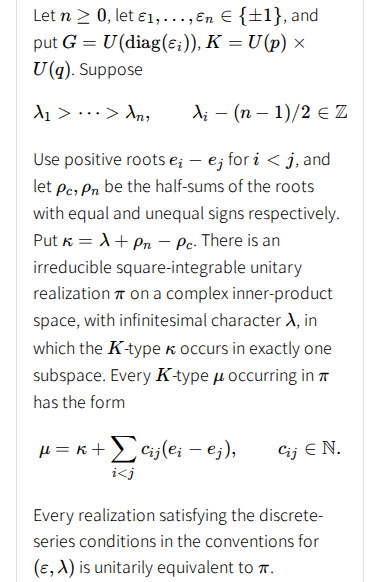 Let n ≥ 0, let ε₁, …, εₙ ∈ {±1}, and
put G = U(diag(εᵢ)), K = U(p) ×
U(q). Suppose
λ₁ > ⋯ > λₙ,    λᵢ − (n − 1)/2 ∈ ℤ
Use positive roots eᵢ − eⱼ for i < j, and
let ρ_c, ρ_n be the half-sums of the roots
with equal and unequal signs respectively.
Put κ = λ + ρ_n − ρ_c. There is an
irreducible square-integrable unitary
realization π on a complex inner-product
space, with infinitesimal character λ, in
which the K-type κ occurs in exactly one
subspace. Every K-type μ occurring in π
has the form
μ = κ + ∑_{i<j} c_{ij}(eᵢ − eⱼ),    c_{ij} ∈ ℕ.
Every realization satisfying the discrete-
series conditions in the conventions for
(ε, λ) is unitarily equivalent to π.